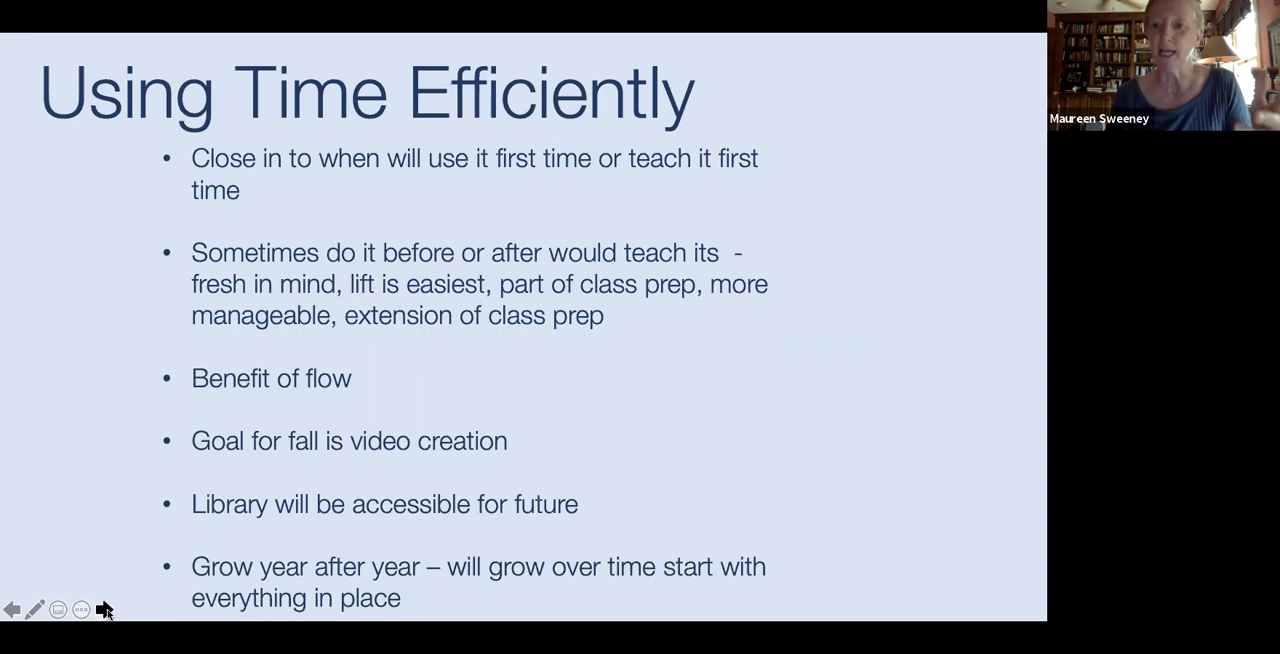 Using Time Efficiently
• Close in to when will use it first time or teach it first
time
• Sometimes do it before or after would teach its  -
fresh in mind, lift is easiest, part of class prep, more
manageable, extension of class prep
• Benefit of flow
• Goal for fall is video creation
• Library will be accessible for future
• Grow year after year – will grow over time start with
everything in place
Maureen Sweeney